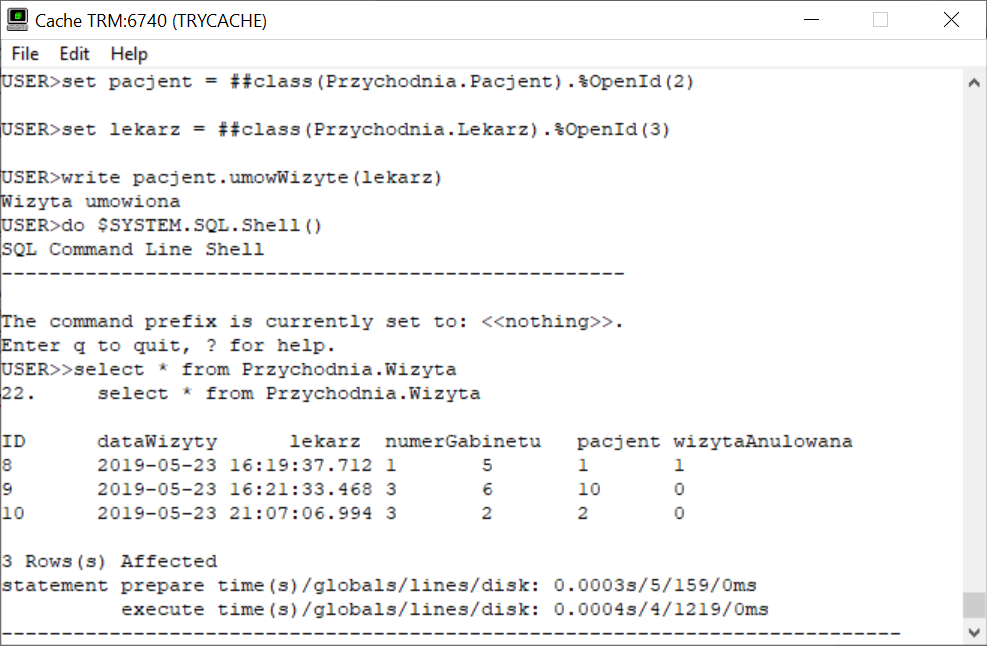 Cache TRM:6740 (TRYCACHE)
File Edit Help
USER>set pacjent = ##class(Przychodnia.Pacjent).%OpenId(2)
USER>set lekarz = ##class(Przychodnia.Lekarz).%OpenId(3)
USER>write pacjent.umowWizyte(lekarz)
Wizyta umowiona
USER>do $SYSTEM.SQL.Shell()
SQL Command Line Shell
----------------------------------------------------
The command prefix is currently set to: <<nothing>>.
Enter q to quit, ? for help.
USER>>select * from Przychodnia.Wizyta
22.     select * from Przychodnia.Wizyta
ID      dataWizyty      lekarz  numerGabinetu   pacjent wizytaAnulowana
8       2019-05-23 16:19:37.712 1       5       1       1
9       2019-05-23 16:21:33.468 3       6       10      0
10      2019-05-23 21:07:06.994 3       2       2       0
3 Rows(s) Affected
statement prepare time(s)/globals/lines/disk: 0.0003s/5/159/0ms
          execute time(s)/globals/lines/disk: 0.0004s/4/1219/0ms
---------------------------------------------------------------------------